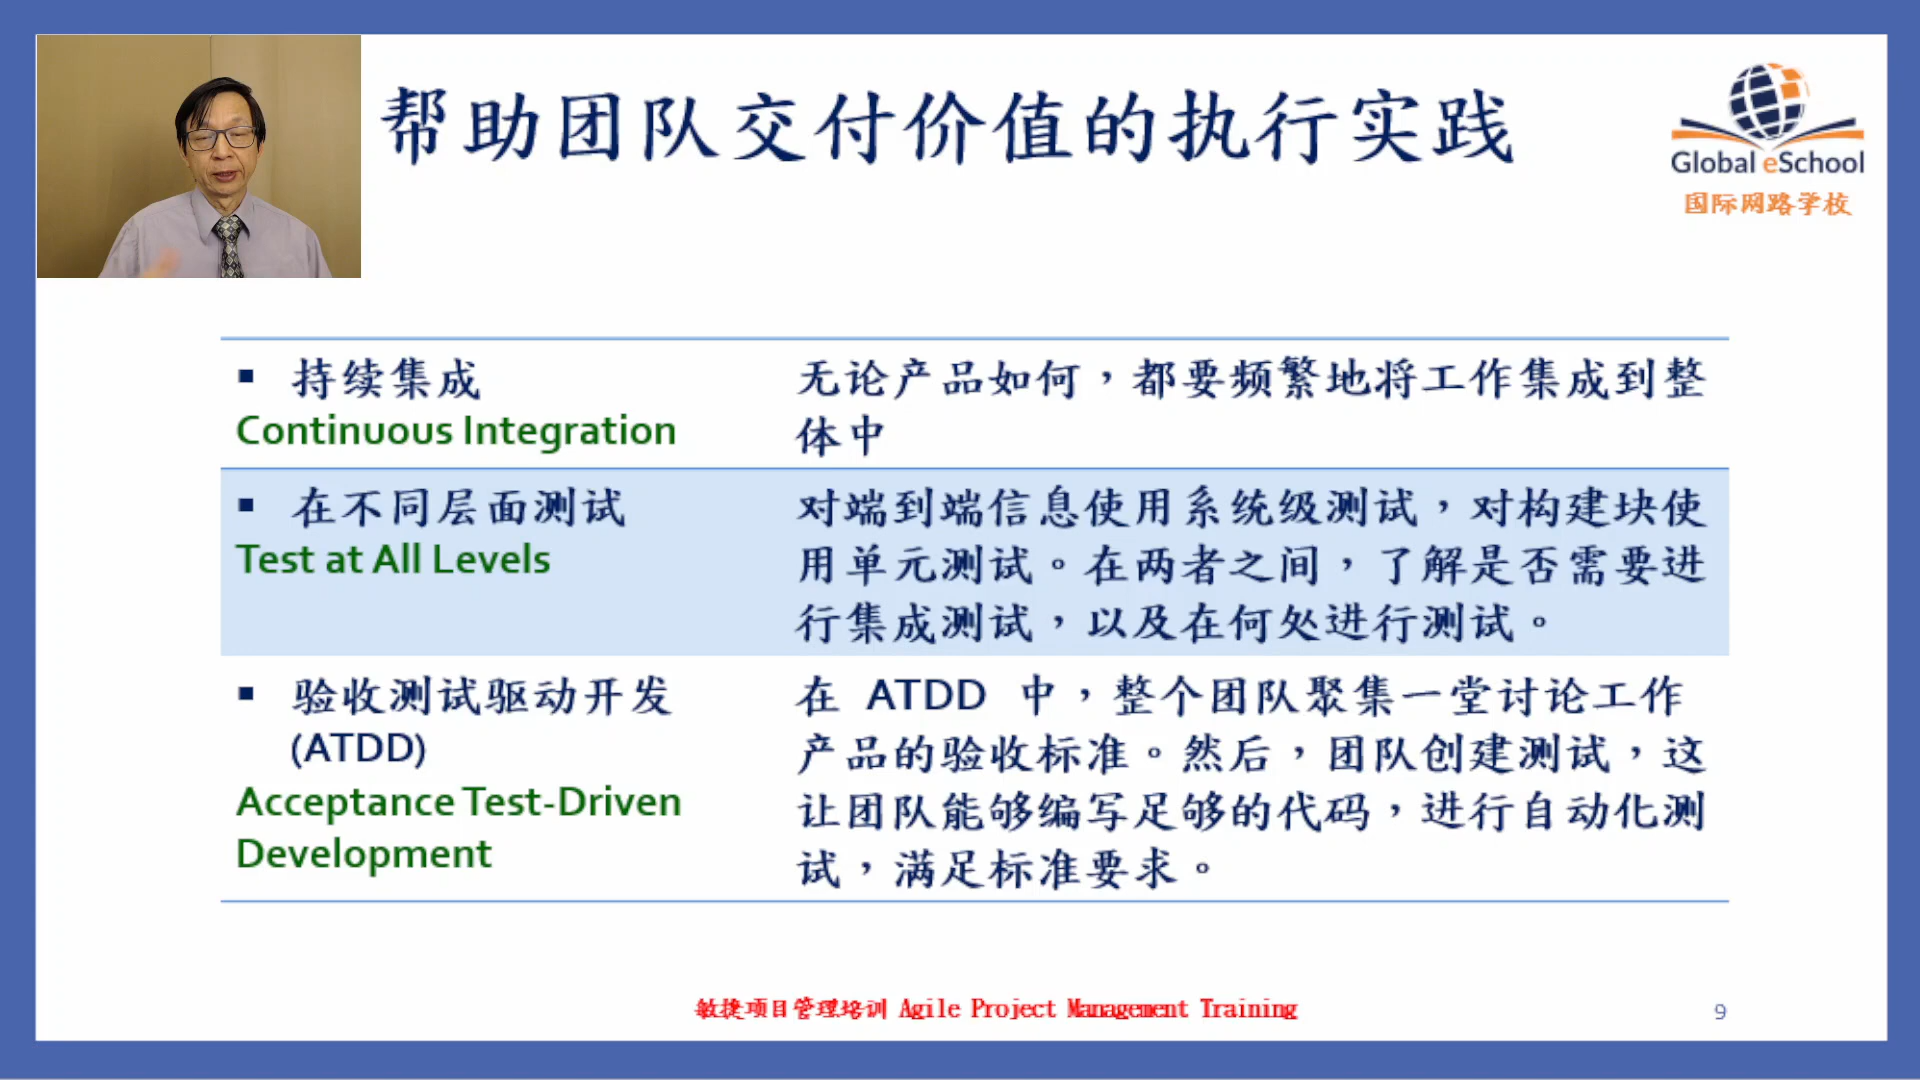 帮助团队交付价值的执行实践
Global eSchool
国际网路学校
▪ 持续集成
Continuous Integration
无论产品如何，都要频繁地将工作集成到整
体中
▪ 在不同层面测试
Test at All Levels
对端到端信息使用系统级测试，对构建块使
用单元测试。在两者之间，了解是否需要进
行集成测试，以及在何处进行测试。
▪ 验收测试驱动开发
(ATDD)
Acceptance Test-Driven
Development
在 ATDD 中，整个团队聚集一堂讨论工作
产品的验收标准。然后，团队创建测试，这
让团队能够编写足够的代码，进行自动化测
试，满足标准要求。
敏捷项目管理培训 Agile Project Management Training
9